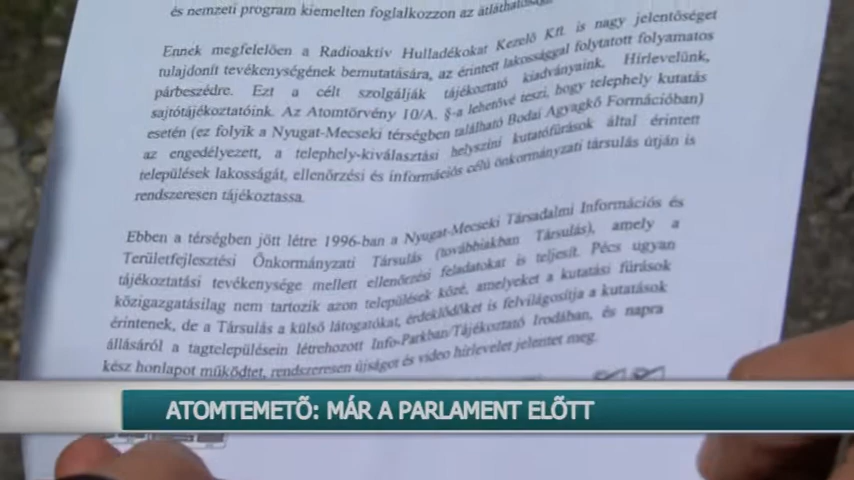 és nemzeti program kiemelten foglalkozzon az átláthatóság
Ennek megfelelően a Radioaktív Hulladékokat Kezelő Kft. is nagy jelentőséget
tulajdonít tevékenységének bemutatására, az érintett lakossággal folytatott folyamatos
párbeszédre. Ezt a célt szolgálják tájékoztató kiadványaink. Hírlevelünk,
sajtótájékoztatóink. Az Atomtörvény 10/A. §-a lehetővé teszi, hogy telephely kutatás
esetén (ez folyik a Nyugat-Mecseki térségben található Bodai Agyagkő Formációban)
az engedélyezett, a telephely-kiválasztási helyszíni kutatófúrások által érintett
települések lakosságát, ellenőrzési és információs célú önkormányzati társulás útján is
rendszeresen tájékoztassa.
Ebben a térségben jött létre 1996-ban a Nyugat-Mecseki Társadalmi Információs és
Területfejlesztési Önkormányzati Társulás (továbbiakban Társulás), amely a
tájékoztatási tevékenysége mellett ellenőrzési feladatokat is teljesít. Pécs ugyan
közigazgatásilag nem tartozik azon települések közé, amelyeket a kutatási fúrások
érintenek, de a Társulás a külső látogatókat, érdeklődőket is felvilágosítja a kutatások
állásáról a tagtelepülésein létrehozott Info-Parkban/Tájékoztató Irodában, és napra
kész honlapot működtet, rendszeresen újságot és video hírlevelet jelentet meg.
ATOMTEMETŐ: MÁR A PARLAMENT ELŐTT